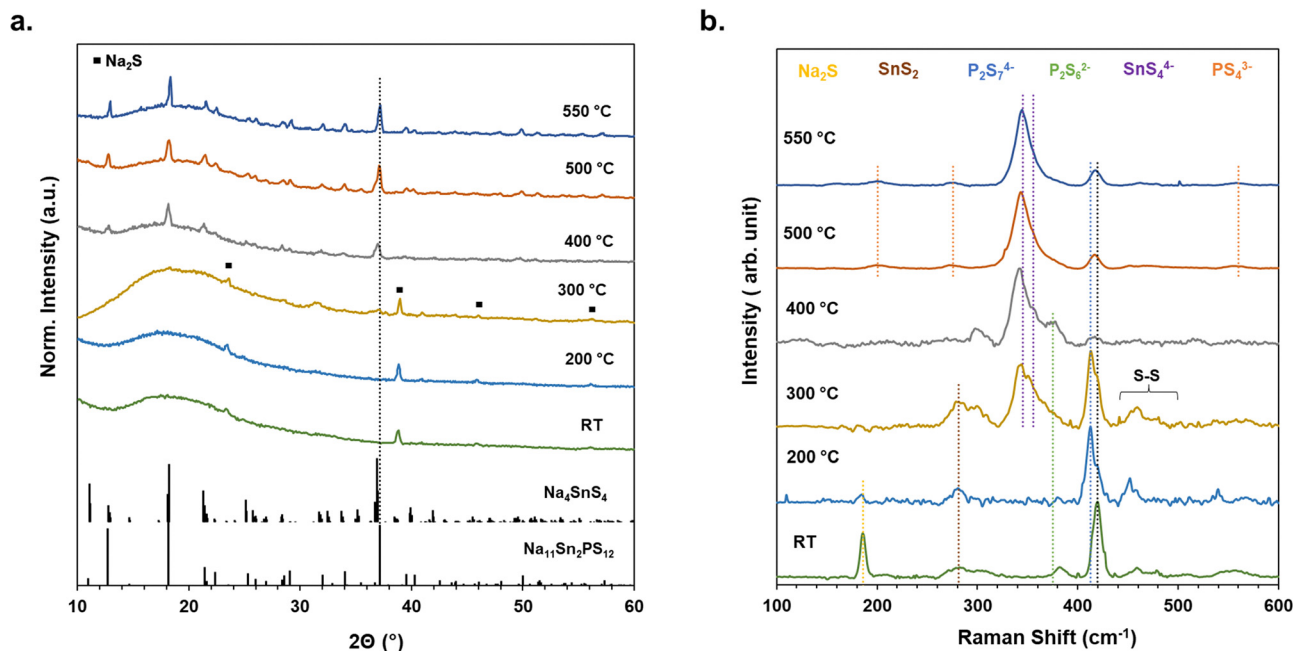 a.
■ Na₂S
550 °C
500 °C
400 °C
300 °C
200 °C
RT
Na₄SnS₄
Na₁₁Sn₂PS₁₂
Norm. Intensity (a.u.)
10 20 30 40 50 60
2Θ (°)
b.
Na₂S SnS₂ P₂S₇⁴⁻ P₂S₆²⁻ SnS₄⁴⁻ PS₄³⁻
550 °C
500 °C
400 °C
300 °C
S-S
200 °C
RT
Intensity ( arb. unit)
100 200 300 400 500 600
Raman Shift (cm⁻¹)